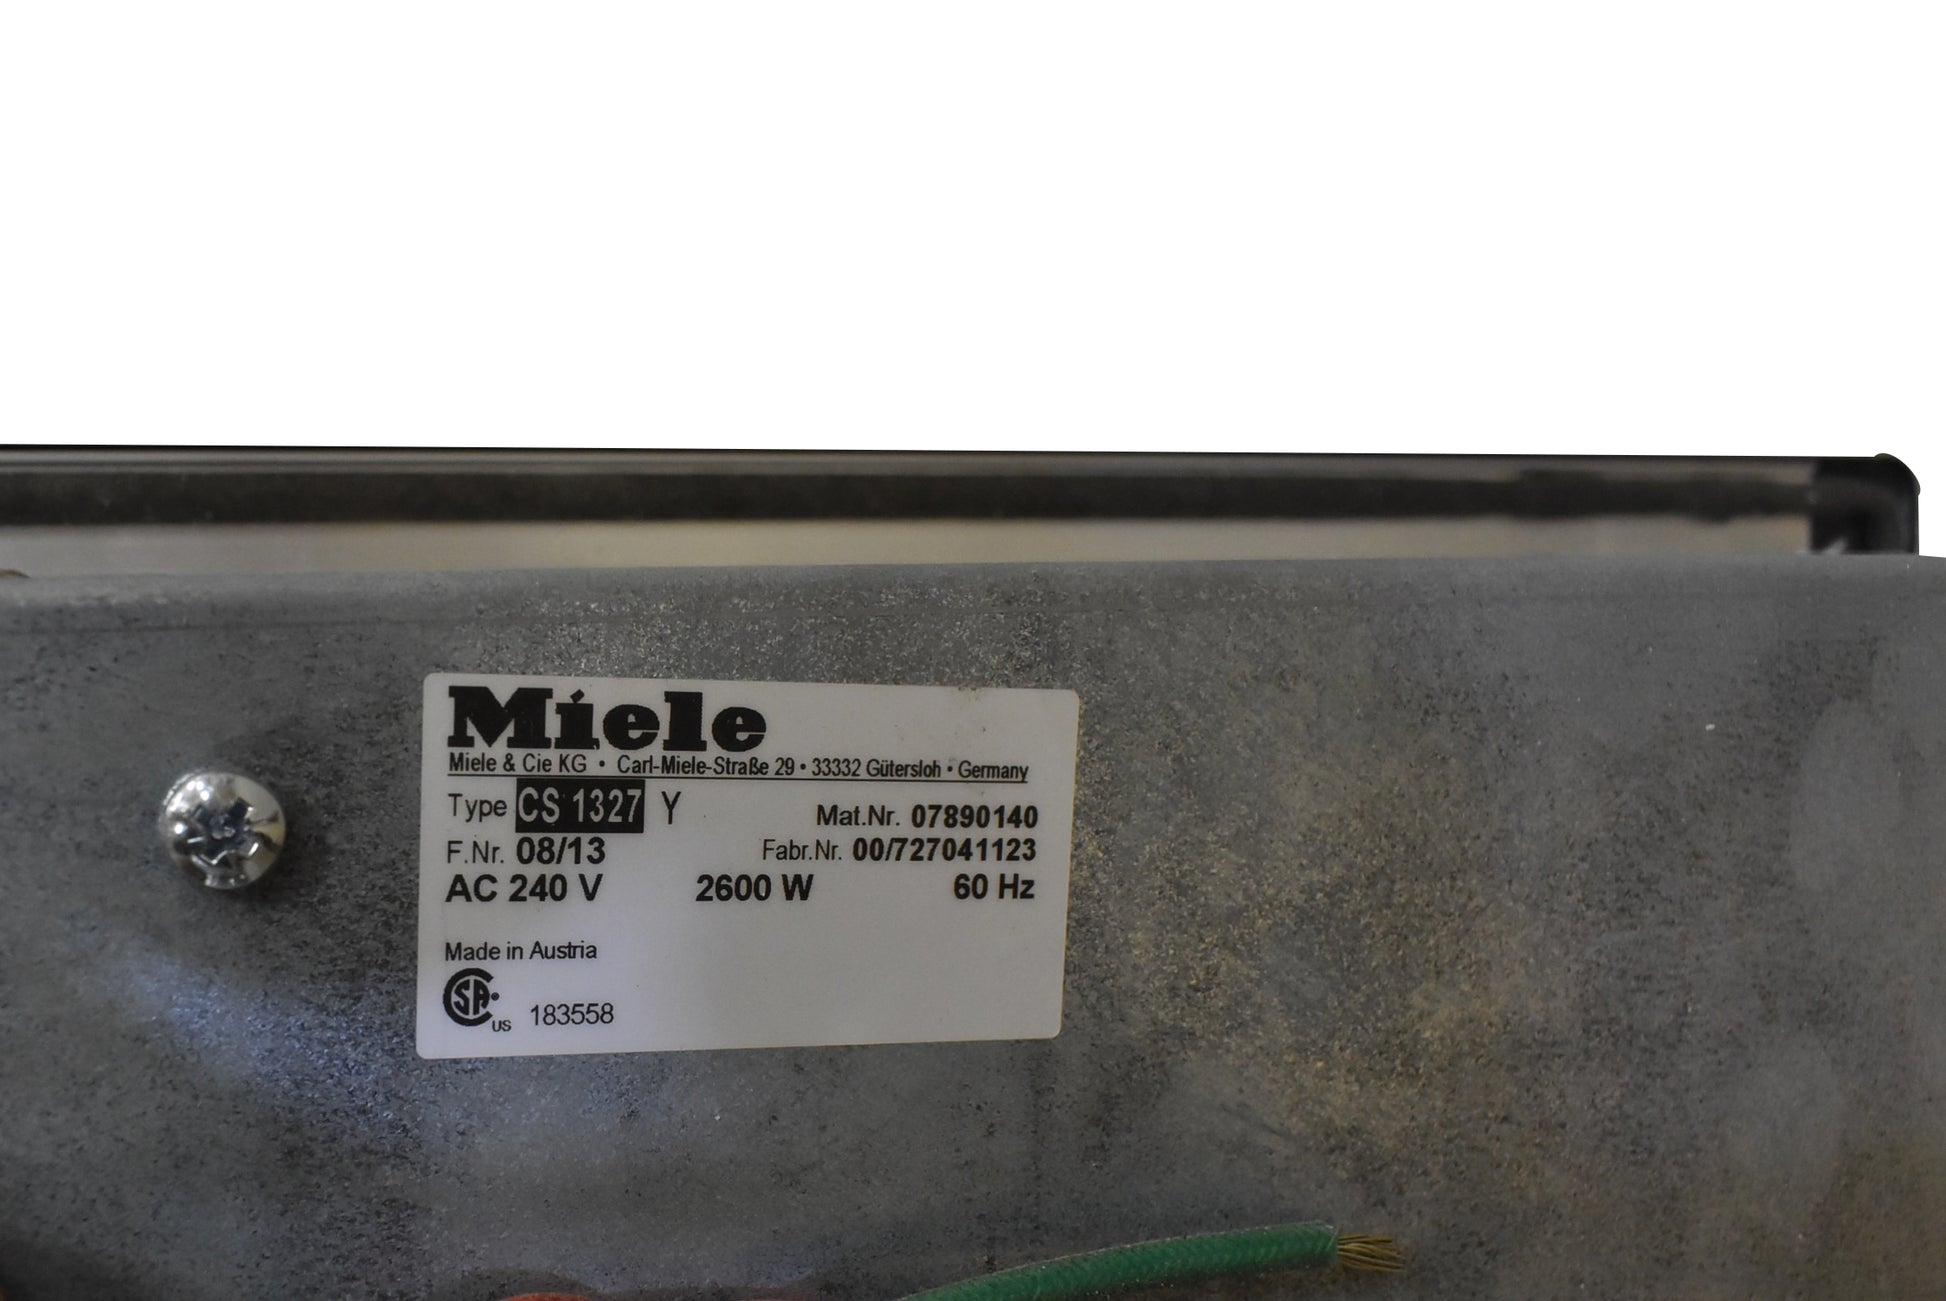 Miele
Miele & Cie KG • Carl-Miele-Straße 29 • 33332 Gütersloh • Germany
Type CS 1327 Y Mat.Nr. 07890140
F.Nr. 08/13 Fabr.Nr. 00/727041123
AC 240 V 2600 W 60 Hz
Made in Austria
CSA US 183558